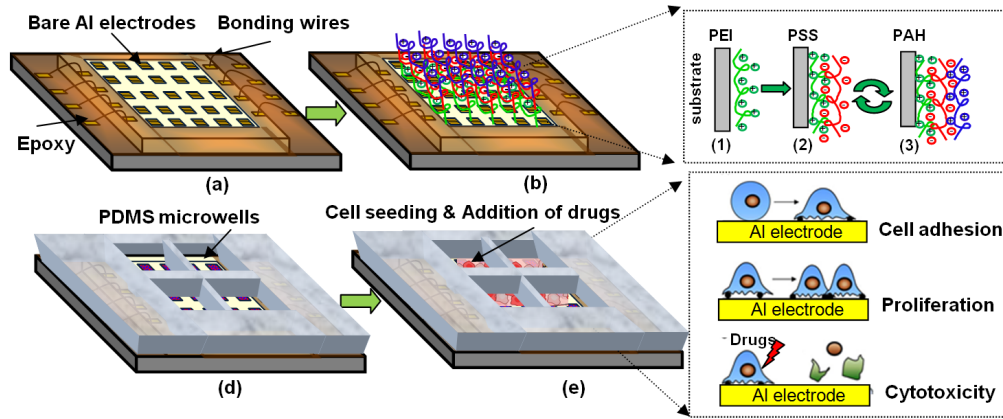 Bare Al electrodes
Bonding wires
Epoxy
(a)
(b)
PEI
PSS
PAH
substrate
(1)
(2)
(3)
PDMS microwells
Cell seeding & Addition of drugs
(d)
(e)
Al electrode
Cell adhesion
Al electrode
Proliferation
Drugs
Al electrode
Cytotoxicity